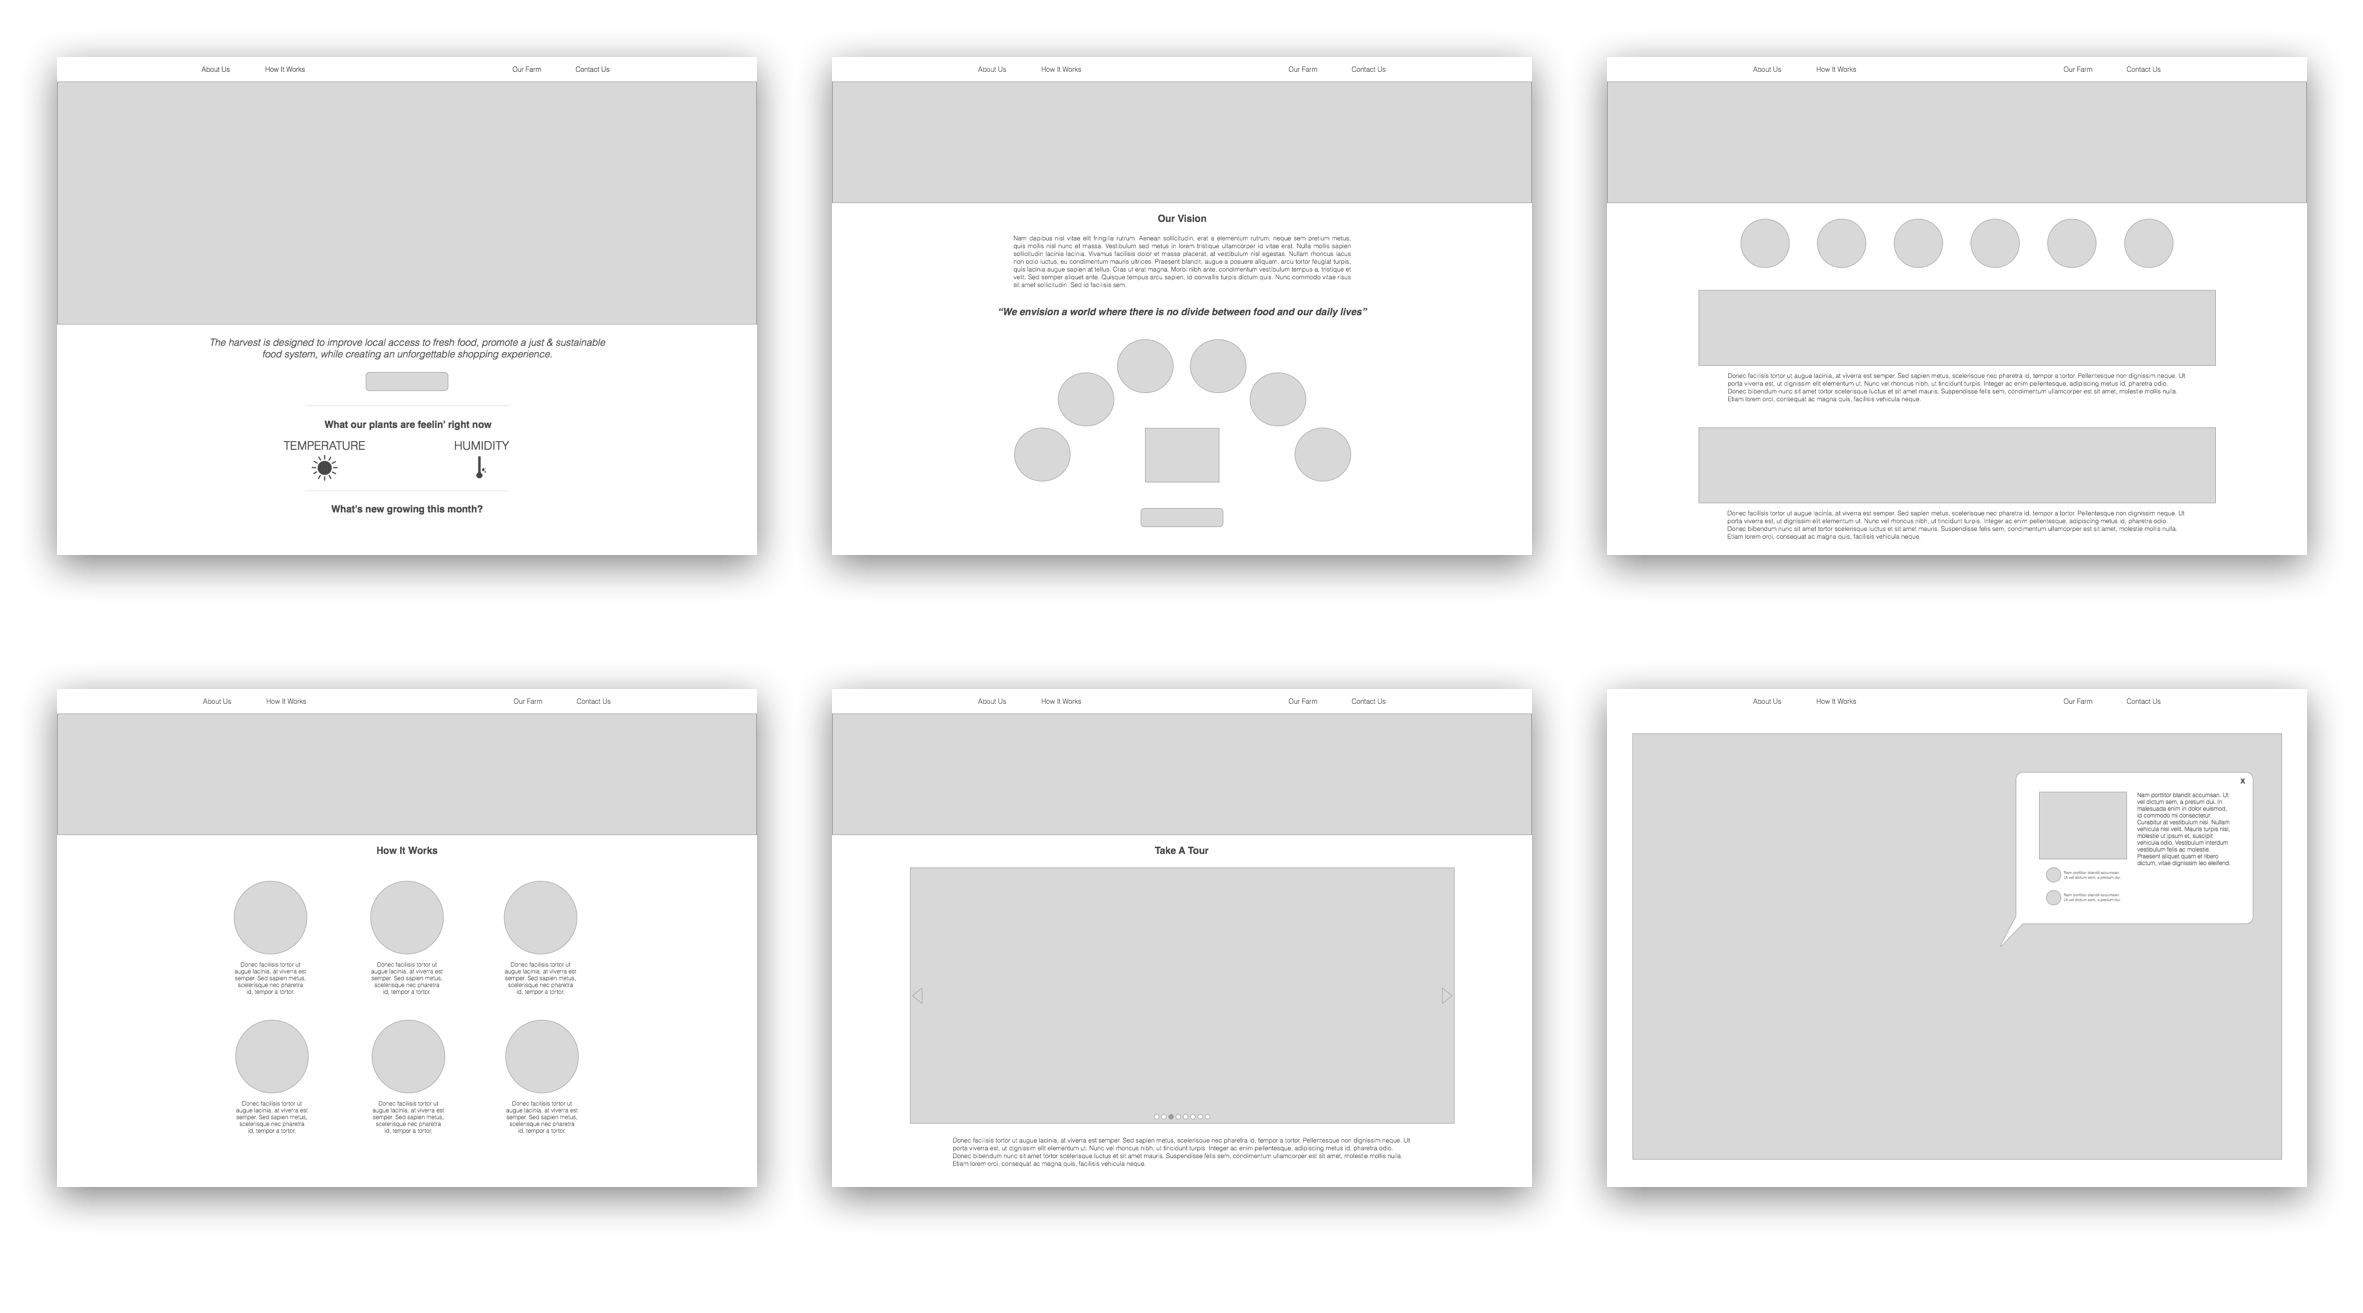 About Us How It Works Our Farm Contact Us
The harvest is designed to improve local access to fresh food, promote a just & sustainable
food system, while creating an unforgettable shopping experience.
What our plants are feelin' right now
TEMPERATURE HUMIDITY
What's new growing this month?
About Us How It Works Our Farm Contact Us
Our Vision
Nam dapibus nisl vitae elit fringilla rutrum. Aenean sollicitudin, erat a elementum rutrum, neque sem pretium metus,
quis mollis nisl nunc et massa. Vestibulum sed metus in lorem tristique ullamcorper id vitae erat. Nulla mollis sapien
sollicitudin lacinia lacinia. Vivamus facilisis dolor et massa placerat, at vestibulum nisl egestas. Nullam rhoncus lacus
non odio luctus, eu condimentum mauris ultrices. Praesent blandit, augue a posuere aliquam, arcu tortor feugiat turpis,
quis lacinia augue sapien at tellus. Cras ut erat magna. Morbi nibh ante, condimentum vestibulum tempus a, tristique et
velit. Sed semper aliquet ante. Quisque tempus arcu sapien, id convallis turpis dictum quis. Nunc commodo vitae risus
sit amet sollicitudin. Sed id facilisis sem.
“We envision a world where there is no divide between food and our daily lives”
About Us How It Works Our Farm Contact Us
Donec facilisis tortor ut augue lacinia, at viverra est semper. Sed sapien metus, scelerisque nec pharetra id, tempor a tortor. Pellentesque non dignissim neque. Ut
porta viverra est, ut dignissim elit elementum ut. Nunc vel rhoncus nibh, ut tincidunt turpis. Integer ac enim pellentesque, adipiscing metus id, pharetra odio.
Donec bibendum nunc sit amet tortor scelerisque luctus et sit amet mauris. Suspendisse felis sem, condimentum ullamcorper est sit amet, molestie mollis nulla.
Etiam lorem orci, consequat ac magna quis, facilisis vehicula neque.
Donec facilisis tortor ut augue lacinia, at viverra est semper. Sed sapien metus, scelerisque nec pharetra id, tempor a tortor. Pellentesque non dignissim neque. Ut
porta viverra est, ut dignissim elit elementum ut. Nunc vel rhoncus nibh, ut tincidunt turpis. Integer ac enim pellentesque, adipiscing metus id, pharetra odio.
Donec bibendum nunc sit amet tortor scelerisque luctus et sit amet mauris. Suspendisse felis sem, condimentum ullamcorper est sit amet, molestie mollis nulla.
Etiam lorem orci, consequat ac magna quis, facilisis vehicula neque.
About Us How It Works Our Farm Contact Us
How It Works
Donec facilisis tortor ut
augue lacinia, at viverra est
semper. Sed sapien metus,
scelerisque nec pharetra
id, tempor a tortor.
Donec facilisis tortor ut
augue lacinia, at viverra est
semper. Sed sapien metus,
scelerisque nec pharetra
id, tempor a tortor.
Donec facilisis tortor ut
augue lacinia, at viverra est
semper. Sed sapien metus,
scelerisque nec pharetra
id, tempor a tortor.
Donec facilisis tortor ut
augue lacinia, at viverra est
semper. Sed sapien metus,
scelerisque nec pharetra
id, tempor a tortor.
Donec facilisis tortor ut
augue lacinia, at viverra est
semper. Sed sapien metus,
scelerisque nec pharetra
id, tempor a tortor.
Donec facilisis tortor ut
augue lacinia, at viverra est
semper. Sed sapien metus,
scelerisque nec pharetra
id, tempor a tortor.
About Us How It Works Our Farm Contact Us
Take A Tour
Donec facilisis tortor ut augue lacinia, at viverra est semper. Sed sapien metus, scelerisque nec pharetra id, tempor a tortor. Pellentesque non dignissim neque. Ut
porta viverra est, ut dignissim elit elementum ut. Nunc vel rhoncus nibh, ut tincidunt turpis. Integer ac enim pellentesque, adipiscing metus id, pharetra odio.
Donec bibendum nunc sit amet tortor scelerisque luctus et sit amet mauris. Suspendisse felis sem, condimentum ullamcorper est sit amet, molestie mollis nulla.
Etiam lorem orci, consequat ac magna quis, facilisis vehicula neque.
About Us How It Works Our Farm Contact Us
X
Nam porttitor blandit accumsan. Ut
vel dictum sem, a pretium dui. In
malesuada enim in dolor euismod,
id commodo mi consectetur.
Curabitur at vestibulum nisl. Nullam
vehicula nisi velit. Mauris turpis nisl,
molestie ut ipsum et, suscipit
vehicula odio. Vestibulum interdum
vestibulum felis ac molestie.
Praesent aliquet quam et libero
dictum, vitae dignissim leo eleifend.
Nam porttitor blandit accumsan.
Ut vel dictum sem, a pretium dui.
Nam porttitor blandit accumsan.
Ut vel dictum sem, a pretium dui.